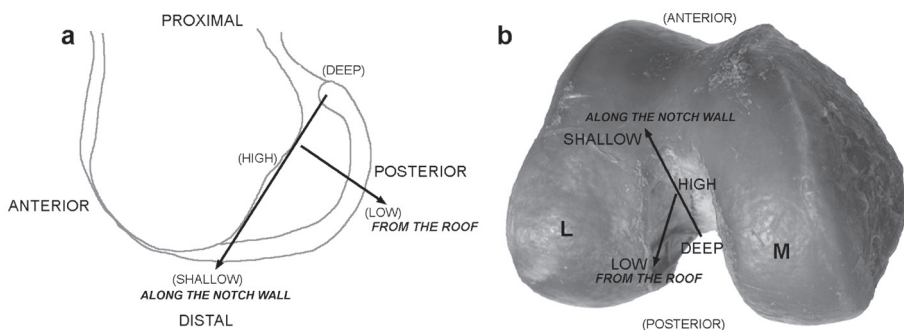 a
PROXIMAL
(DEEP)
(HIGH)
POSTERIOR
ANTERIOR
(LOW)
FROM THE ROOF
(SHALLOW)
ALONG THE NOTCH WALL
DISTAL
b
(ANTERIOR)
ALONG THE NOTCH WALL
SHALLOW
HIGH
L
DEEP
M
LOW
FROM THE ROOF
(POSTERIOR)